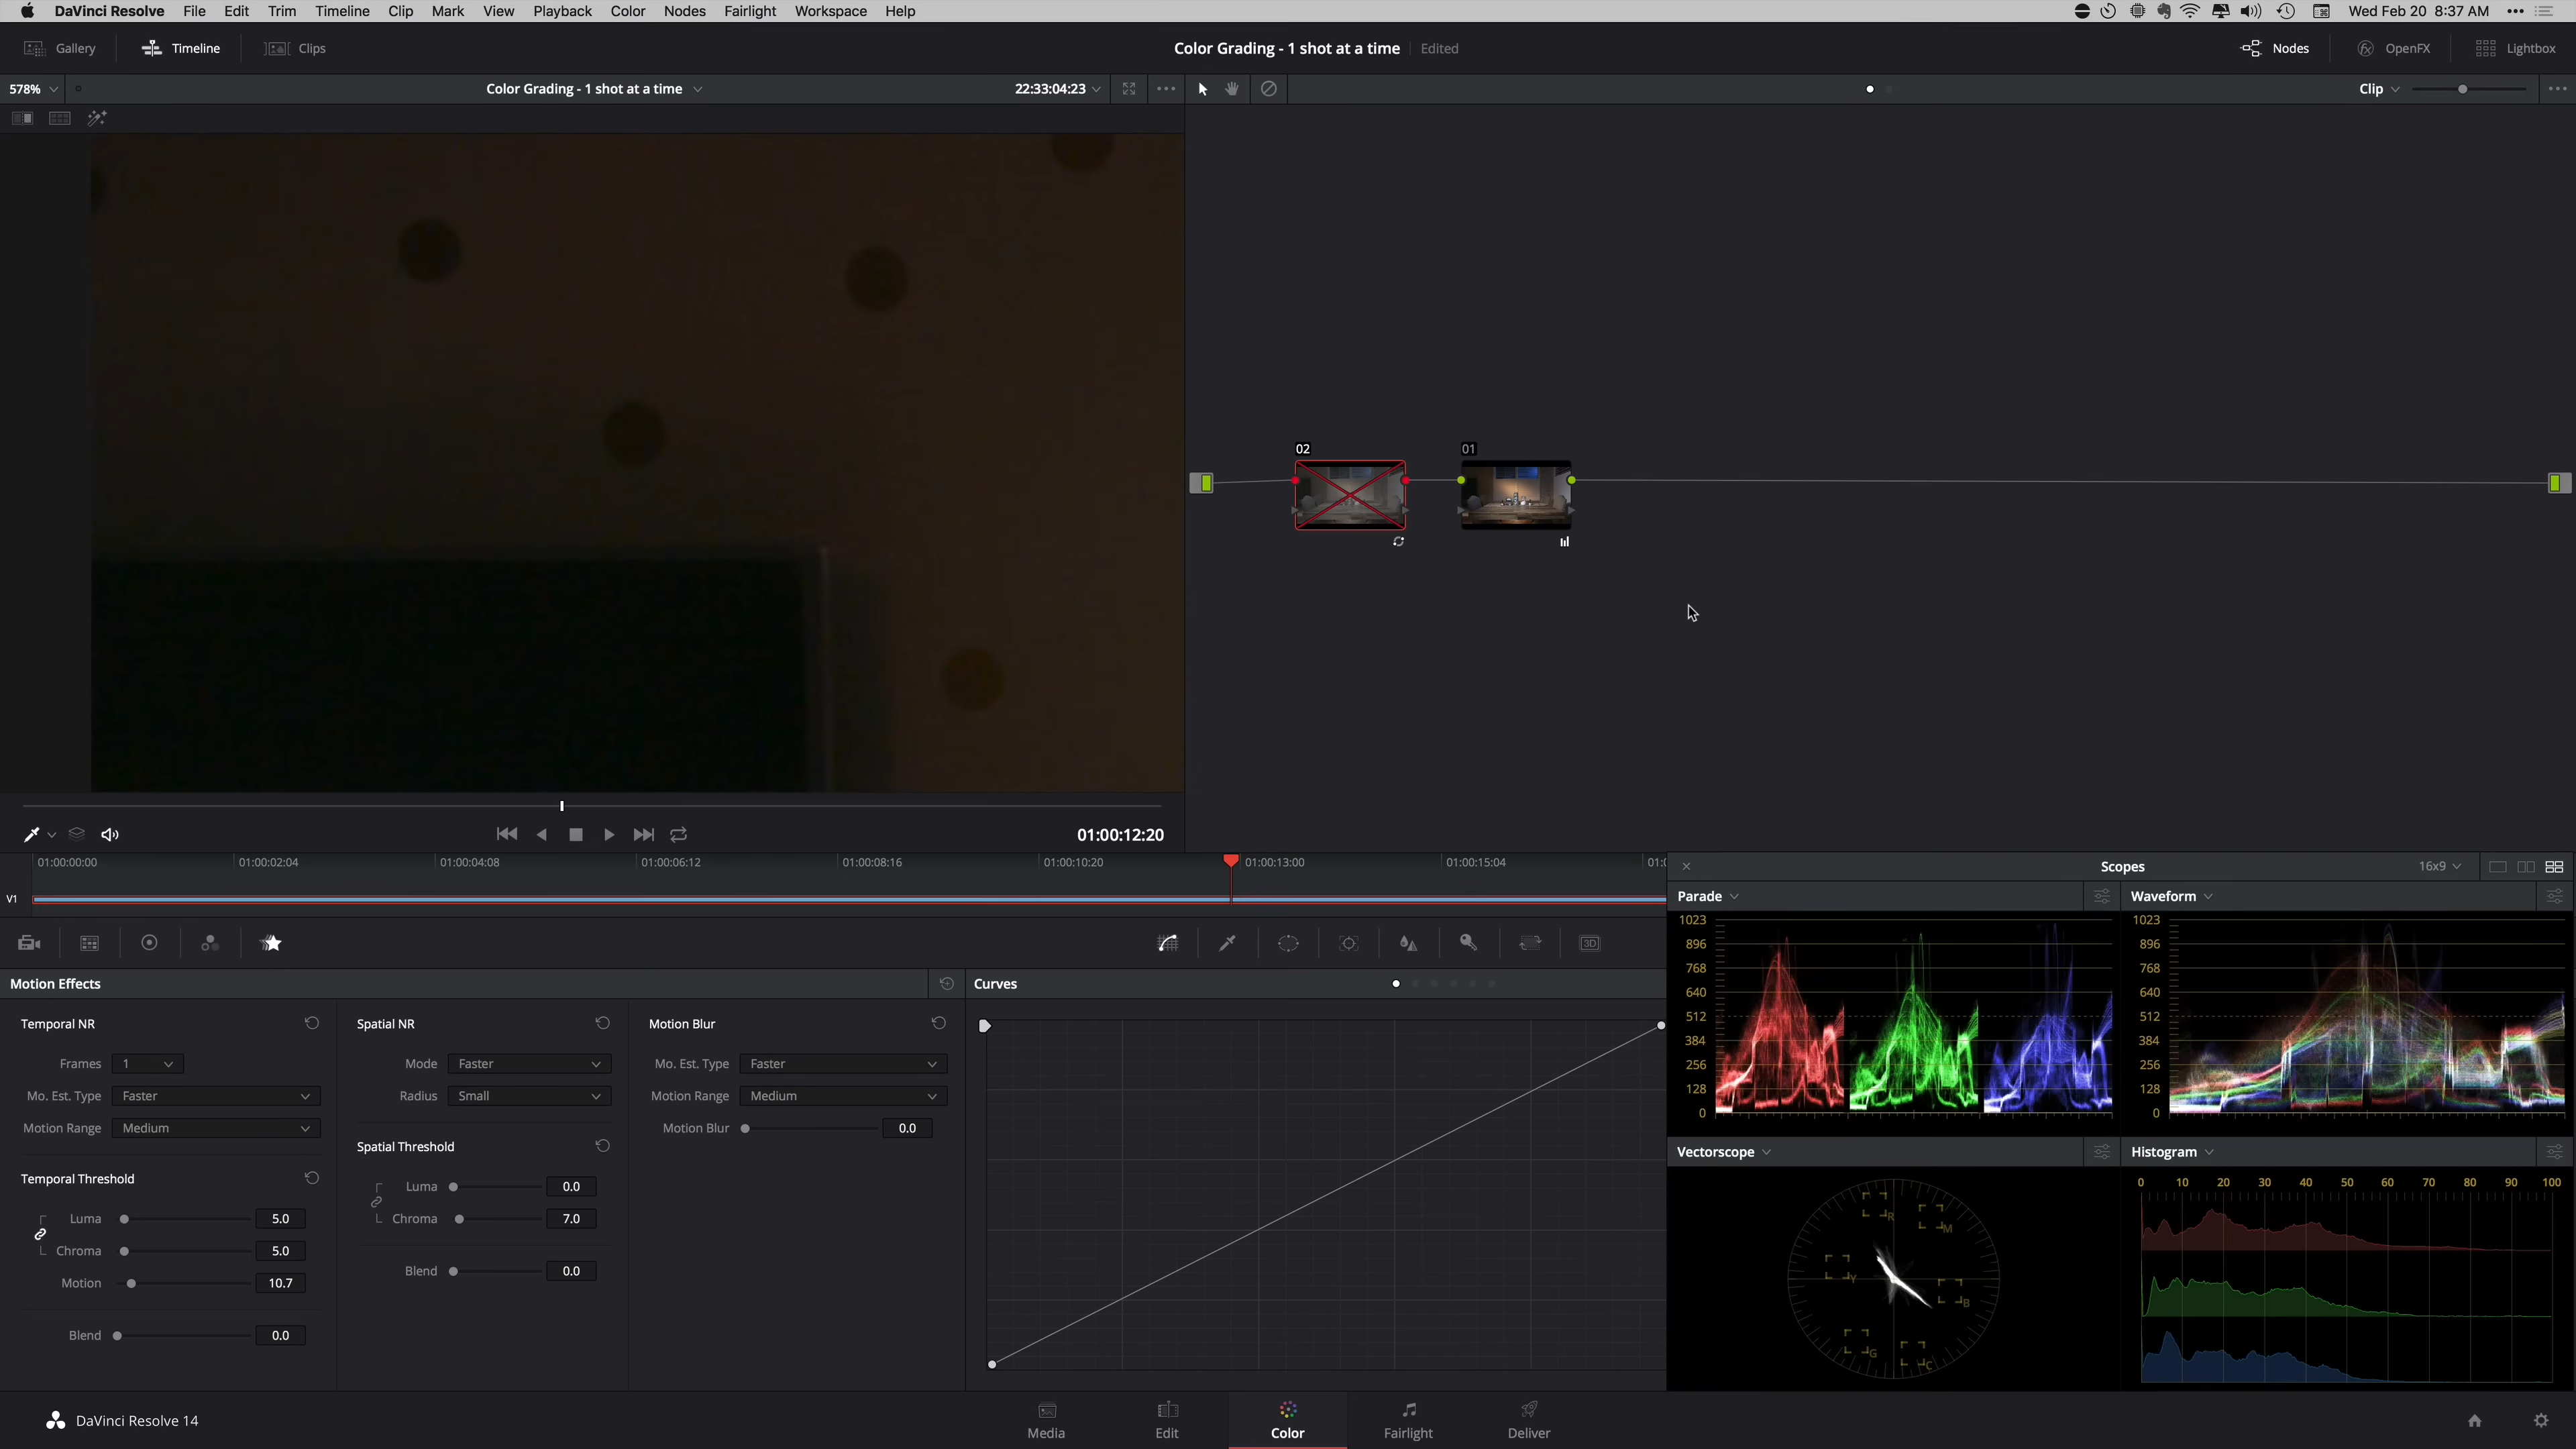 DaVinci Resolve File Edit Trim Timeline Clip Mark View Playback Color Nodes Fairlight Workspace Help Wed Feb 20 8:37 AM
Gallery Timeline Clips Color Grading - 1 shot at a time Edited Nodes OpenFX Lightbox
578% Color Grading - 1 shot at a time 22:33:04:23 Clip
02 01
01:00:12:20
01:00:00:00 01:00:02:04 01:00:04:08 01:00:06:12 01:00:08:16 01:00:10:20 01:00:13:00 01:00:15:04 01:0
V1
Scopes 16x9
Parade Waveform
1023 1023
896 896
768 768
640 640
512 512
384 384
256 256
128 128
0 0
3D
Motion Effects Curves
Temporal NR Spatial NR Motion Blur
Frames 1 Mode Faster Mo. Est. Type Faster
Mo. Est. Type Faster Radius Small Motion Range Medium
Motion Range Medium Motion Blur 0.0
Spatial Threshold
Temporal Threshold
Luma 0.0
Luma 5.0 Chroma 7.0
Chroma 5.0
Blend 0.0
Motion 10.7
Blend 0.0
Vectorscope Histogram
0 10 20 30 40 50 60 70 80 90 100
R M
Y B
G C
DaVinci Resolve 14 Media Edit Color Fairlight Deliver